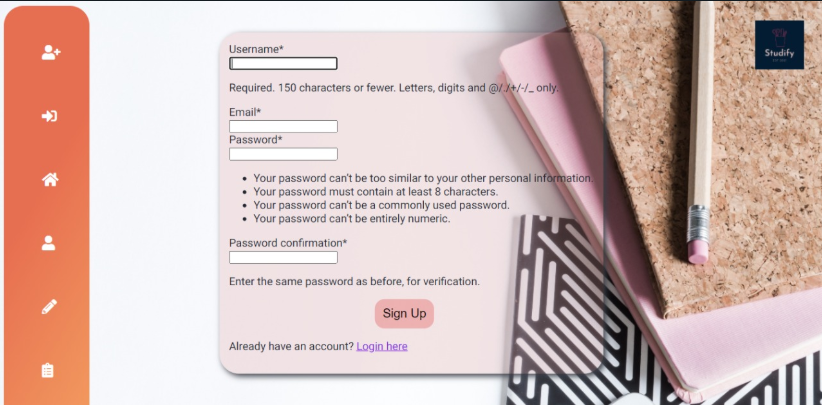 Username*
Required. 150 characters or fewer. Letters, digits and @/./+/-/_ only.
Email*
Password*
Your password can't be too similar to your other personal information.
Your password must contain at least 8 characters.
Your password can't be a commonly used password.
Your password can't be entirely numeric.
Password confirmation*
Enter the same password as before, for verification.
Sign Up
Already have an account? Login here
Studify